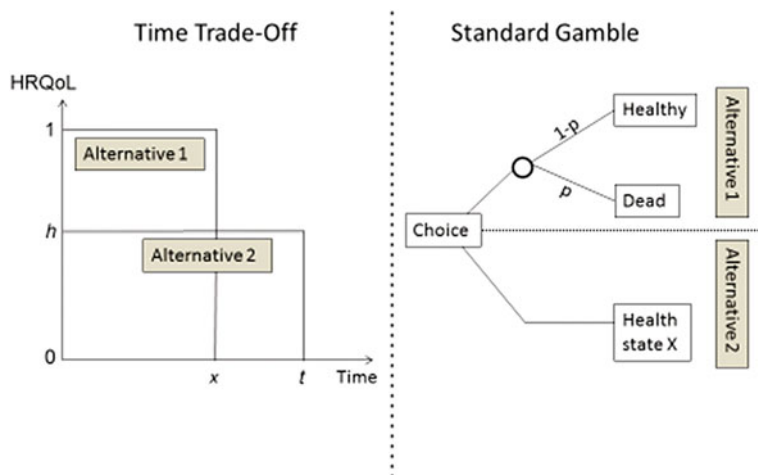 Time Trade-Off
HRQoL
1
Alternative 1
h
Alternative 2
0
x
t
Time
Standard Gamble
Choice
1-p
p
Healthy
Dead
Alternative 1
Health
state X
Alternative 2